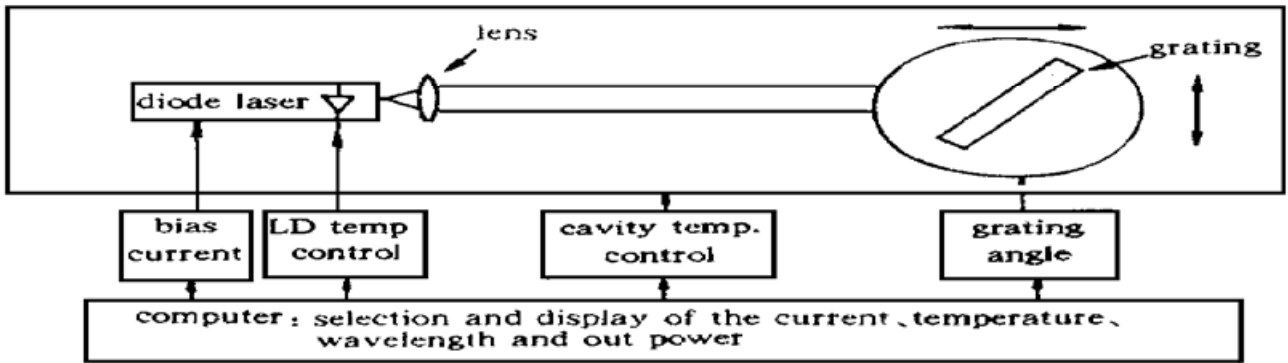 lens
grating
diode laser
bias
current
LD temp
control
cavity temp.
control
grating
angle
computer: selection and display of the current、temperature、
wavelength and out power